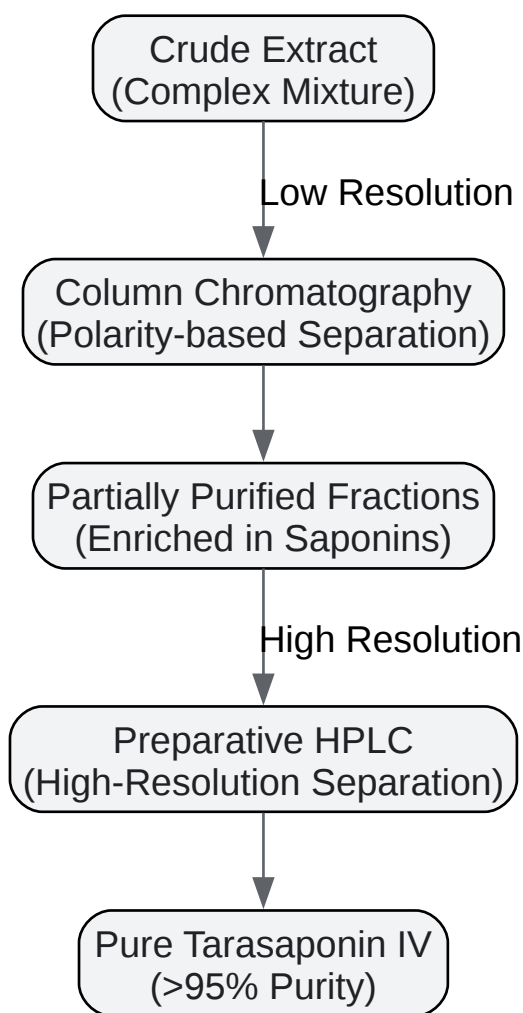 Crude Extract
(Complex Mixture)
Low Resolution
Column Chromatography
(Polarity-based Separation)
Partially Purified Fractions
(Enriched in Saponins)
High Resolution
Preparative HPLC
(High-Resolution Separation)
Pure Tarasaponin IV
(>95% Purity)